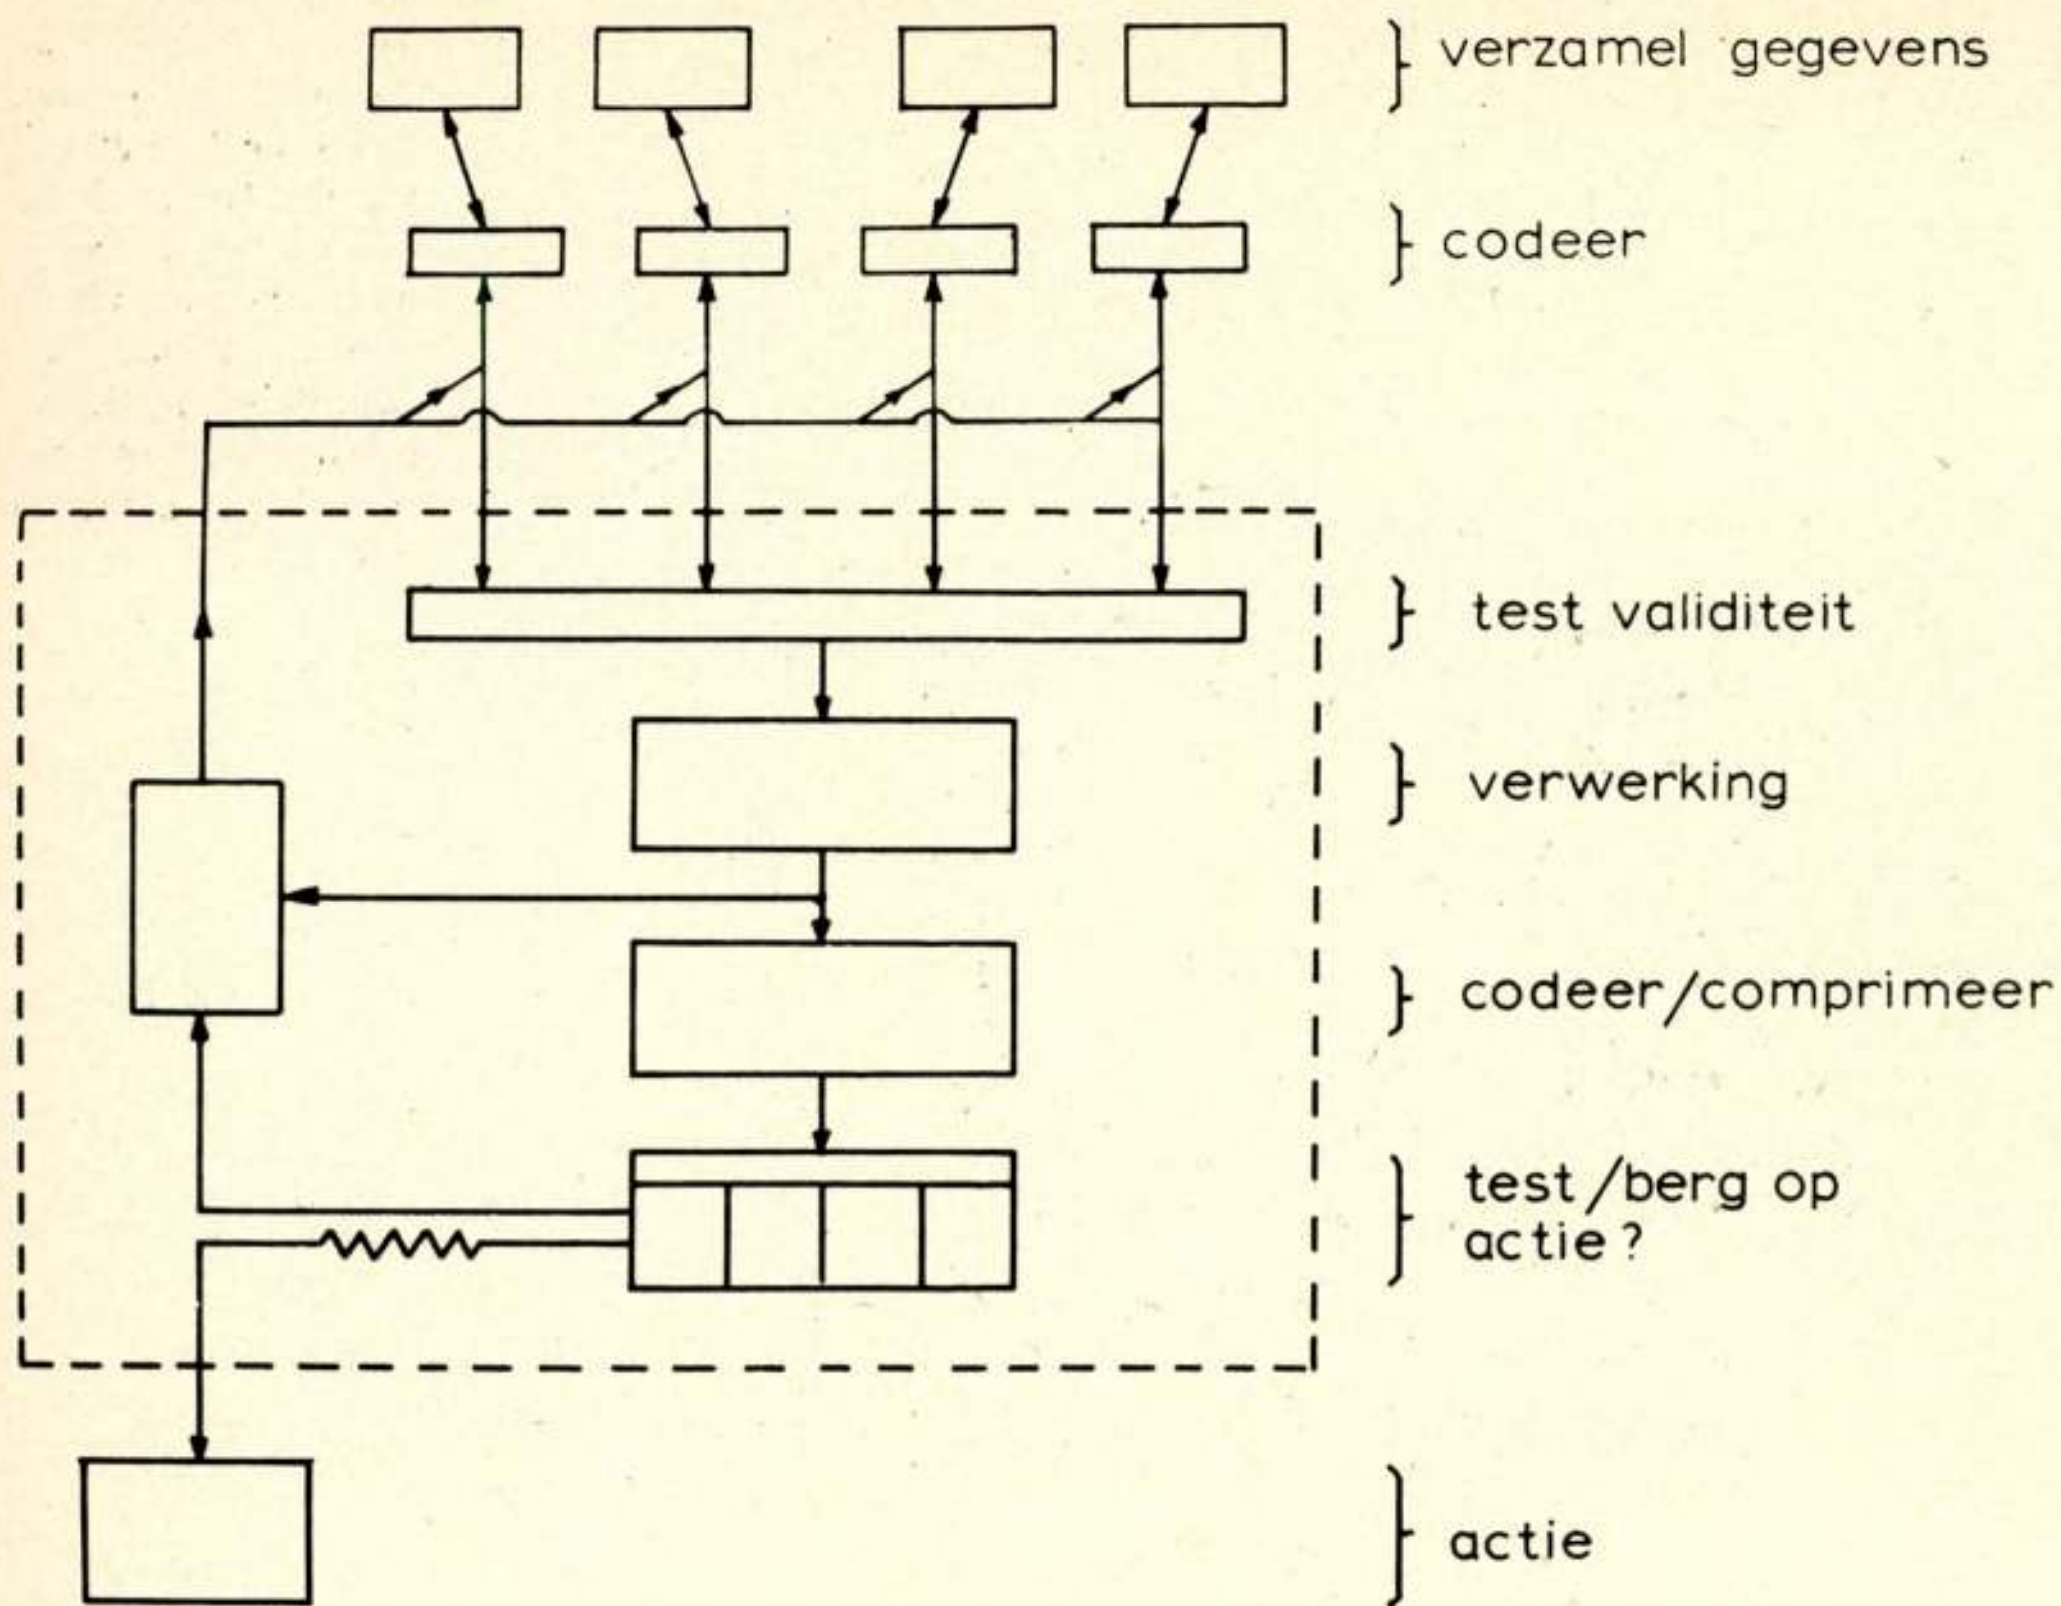 verzamel gegevens
codeer
test validiteit
verwerking
codeer/comprimeer
test/berg op
actie?
actie